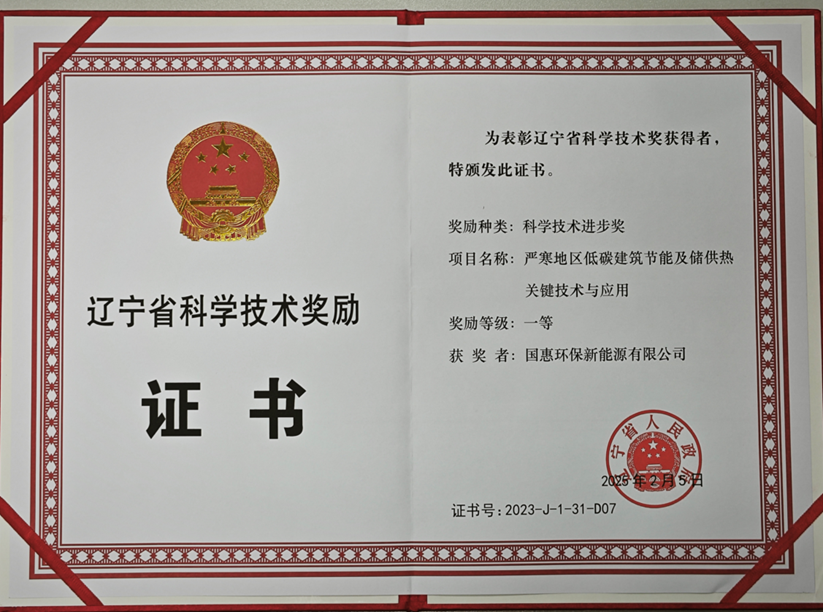 辽宁省科学技术奖励
证书
为表彰辽宁省科学技术奖获得者，
特颁发此证书。
奖励种类：科学技术进步奖
项目名称：严寒地区低碳建筑节能及储供热
关键技术与应用
奖励等级：一等
获 奖 者：国惠环保新能源有限公司
宁省人民政
2025年2月5日
证书号：2023-J-1-31-D07